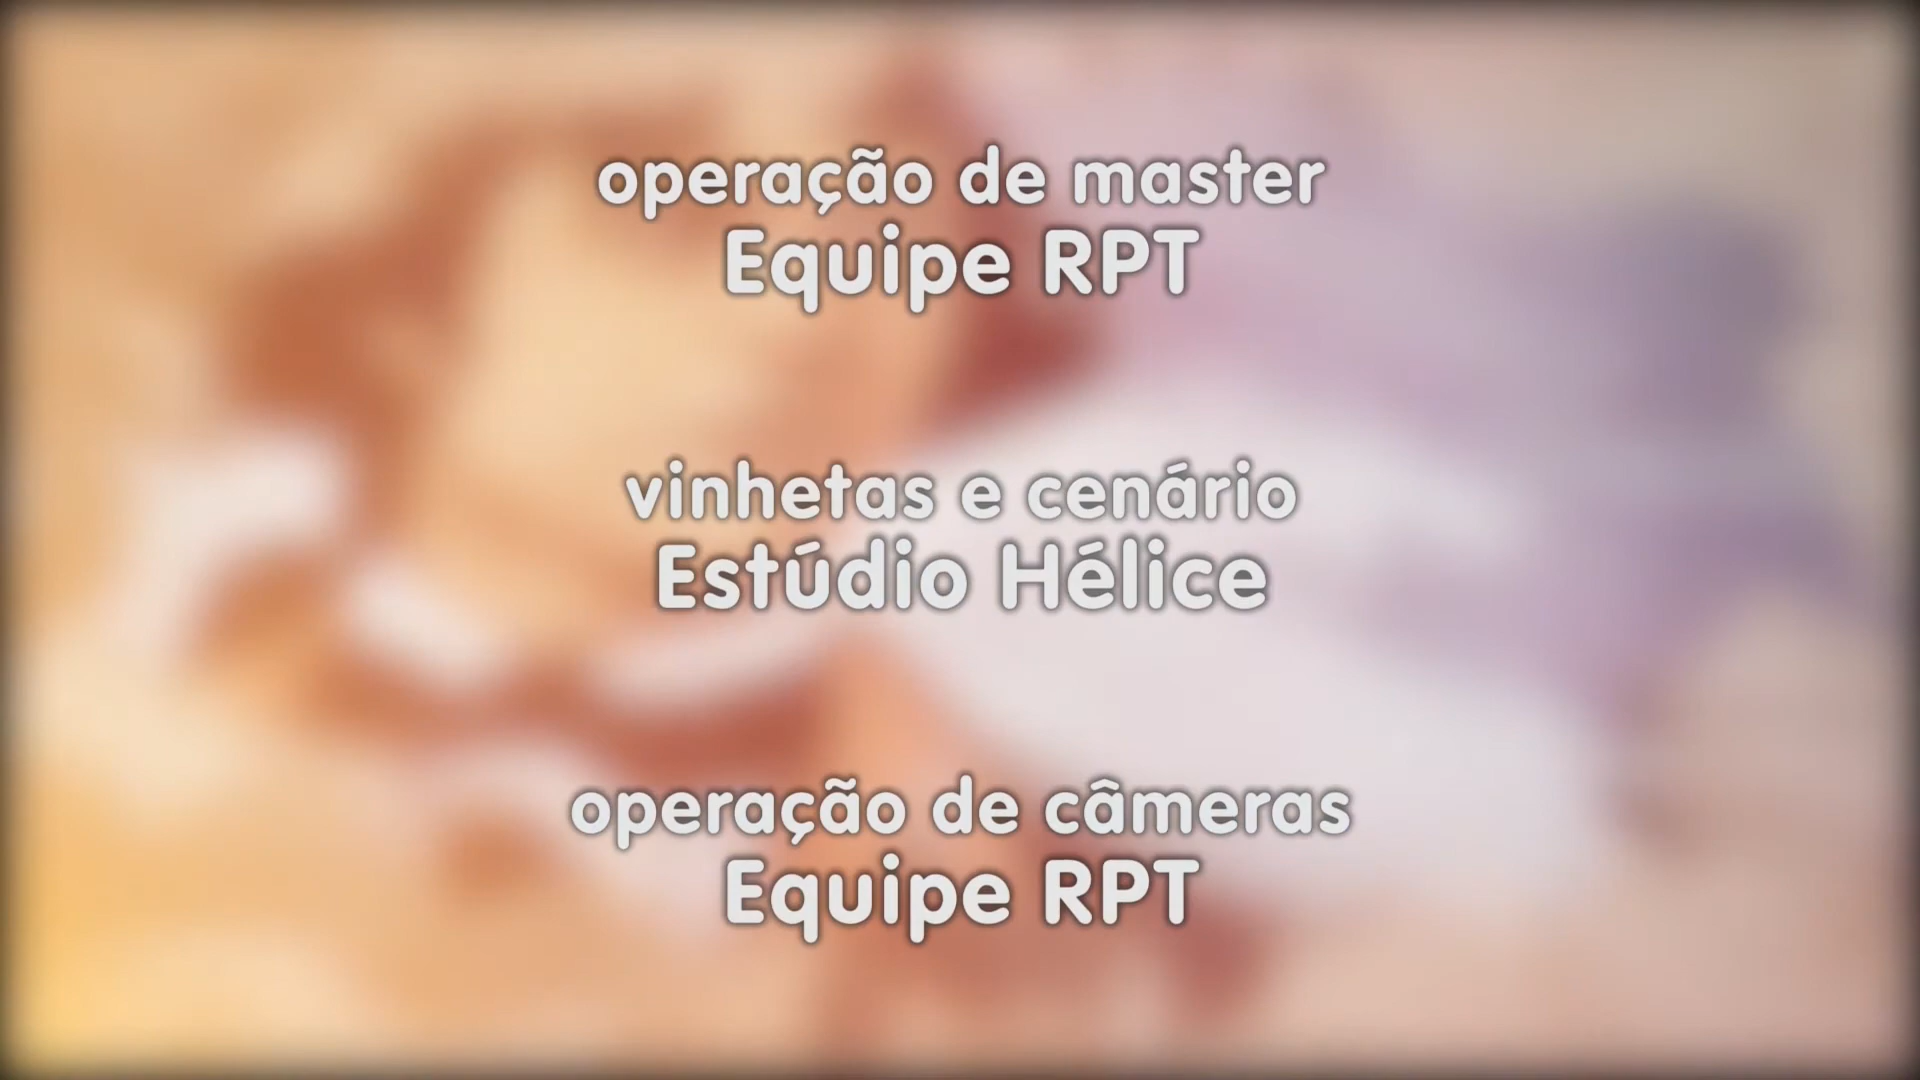 operação de master
Equipe RPT
vinhetas e cenário
Estúdio Hélice
operação de câmeras
Equipe RPT